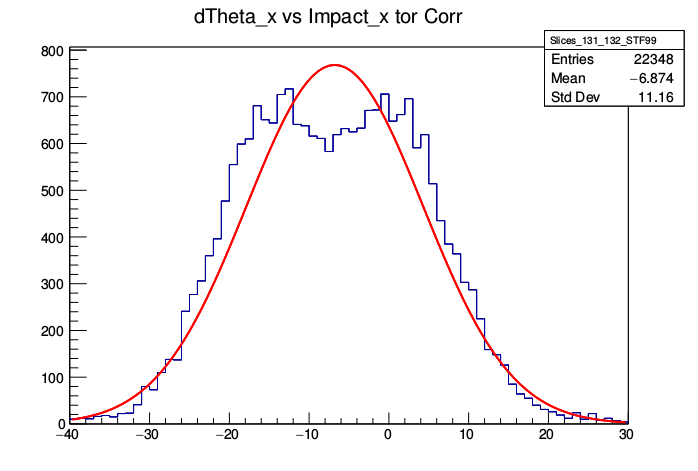 dTheta_x vs Impact_x tor Corr
Slices_131_132_STF99
Entries 22348
Mean −6.874
Std Dev 11.16
800
700
600
500
400
300
200
100
0
−40 −30 −20 −10 0 10 20 30